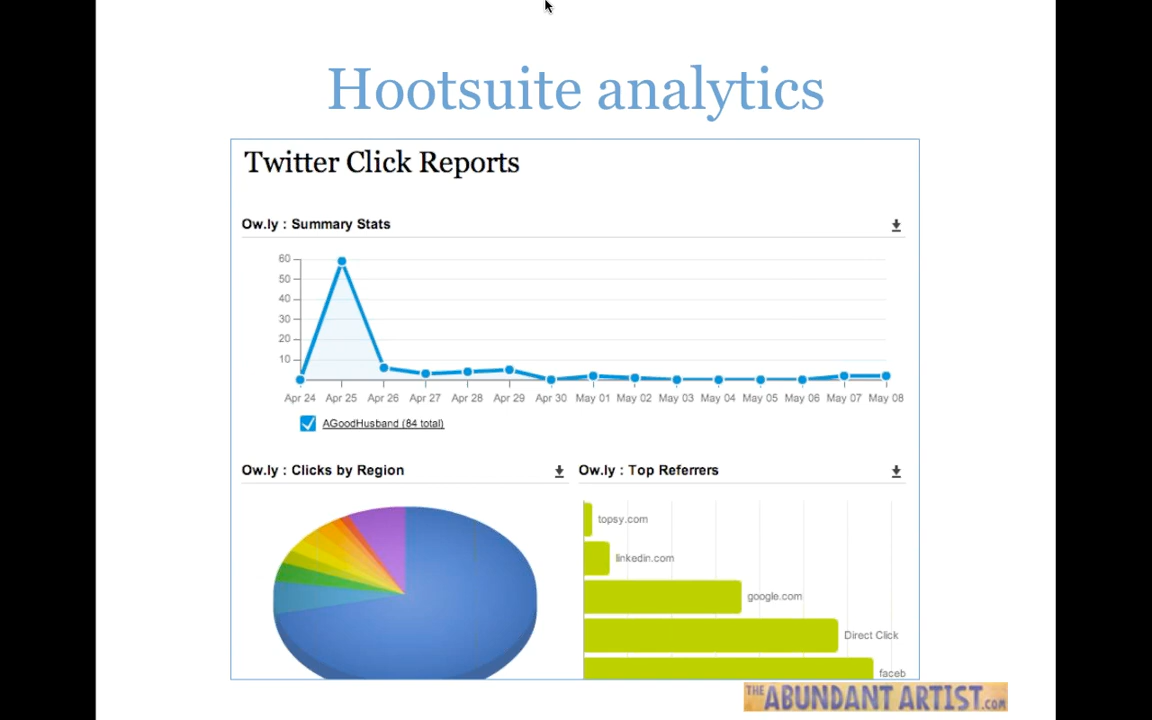 Hootsuite analytics
Twitter Click Reports
Ow.ly : Summary Stats
60
50
40
30
20
10
Apr 24 Apr 25 Apr 26 Apr 27 Apr 28 Apr 29 Apr 30 May 01 May 02 May 03 May 04 May 05 May 06 May 07 May 08
AGoodHusband (84 total)
Ow.ly : Clicks by Region
Ow.ly : Top Referrers
topsy.com
linkedin.com
google.com
Direct Click
faceb
THE ABUNDANT ARTIST.COM